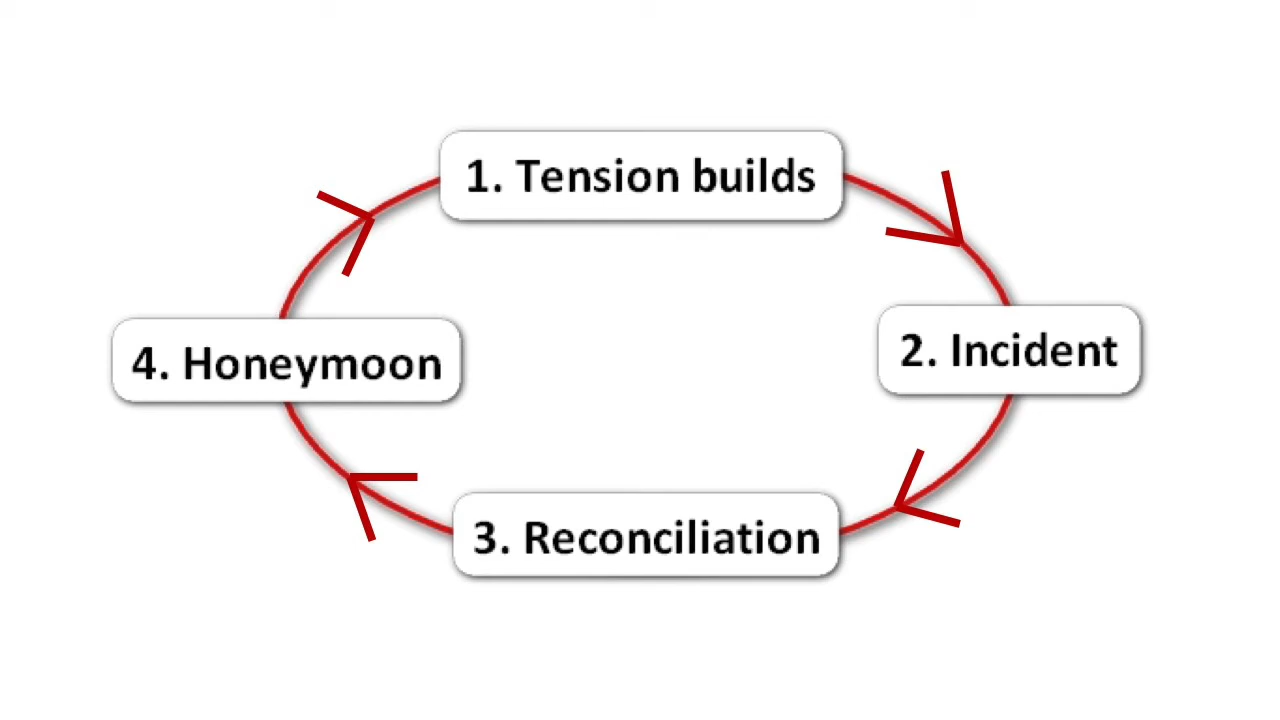 1. Tension builds
2. Incident
3. Reconciliation
4. Honeymoon